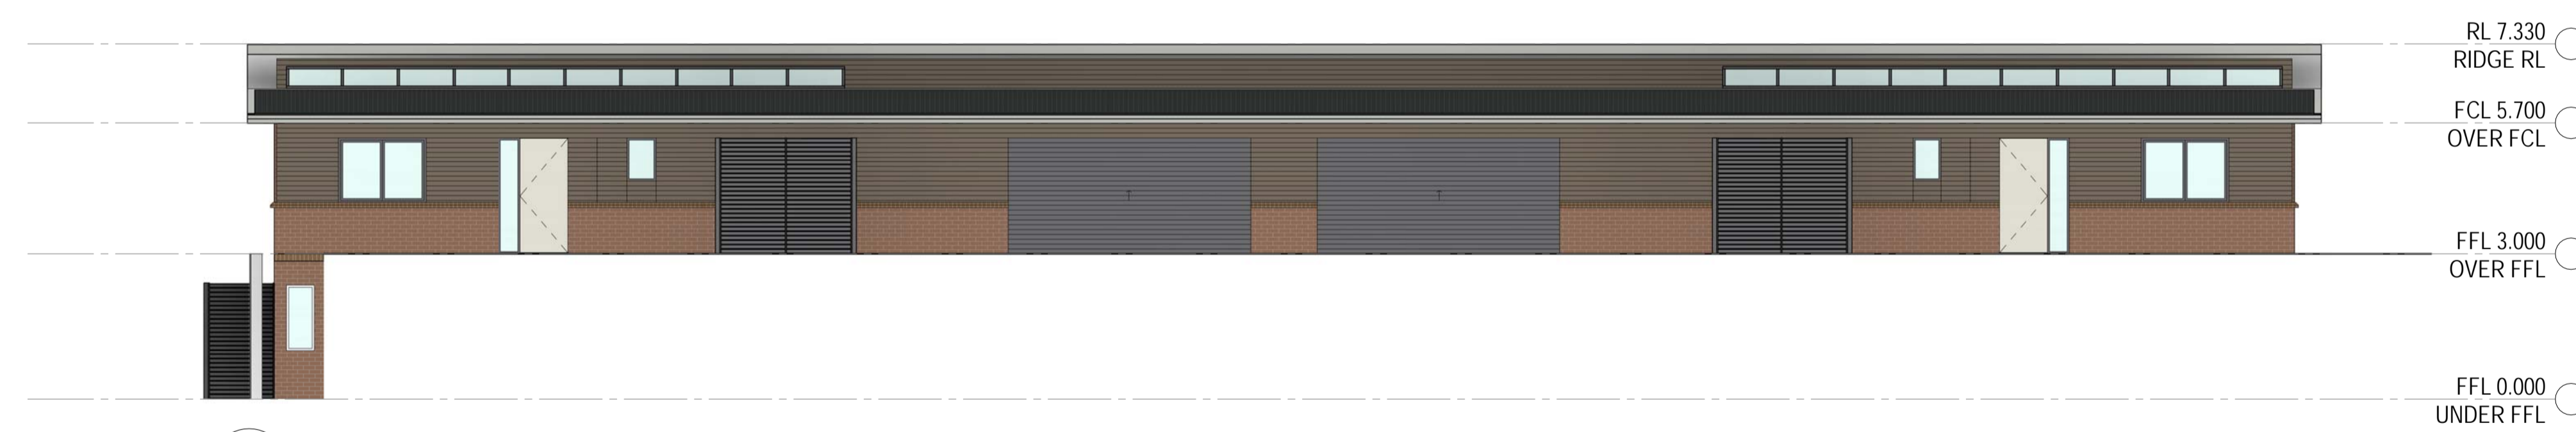 RL 7.330
RIDGE RL
FCL 5.700
OVER FCL
FFL 3.000
OVER FFL
FFL 0.000
UNDER FFL